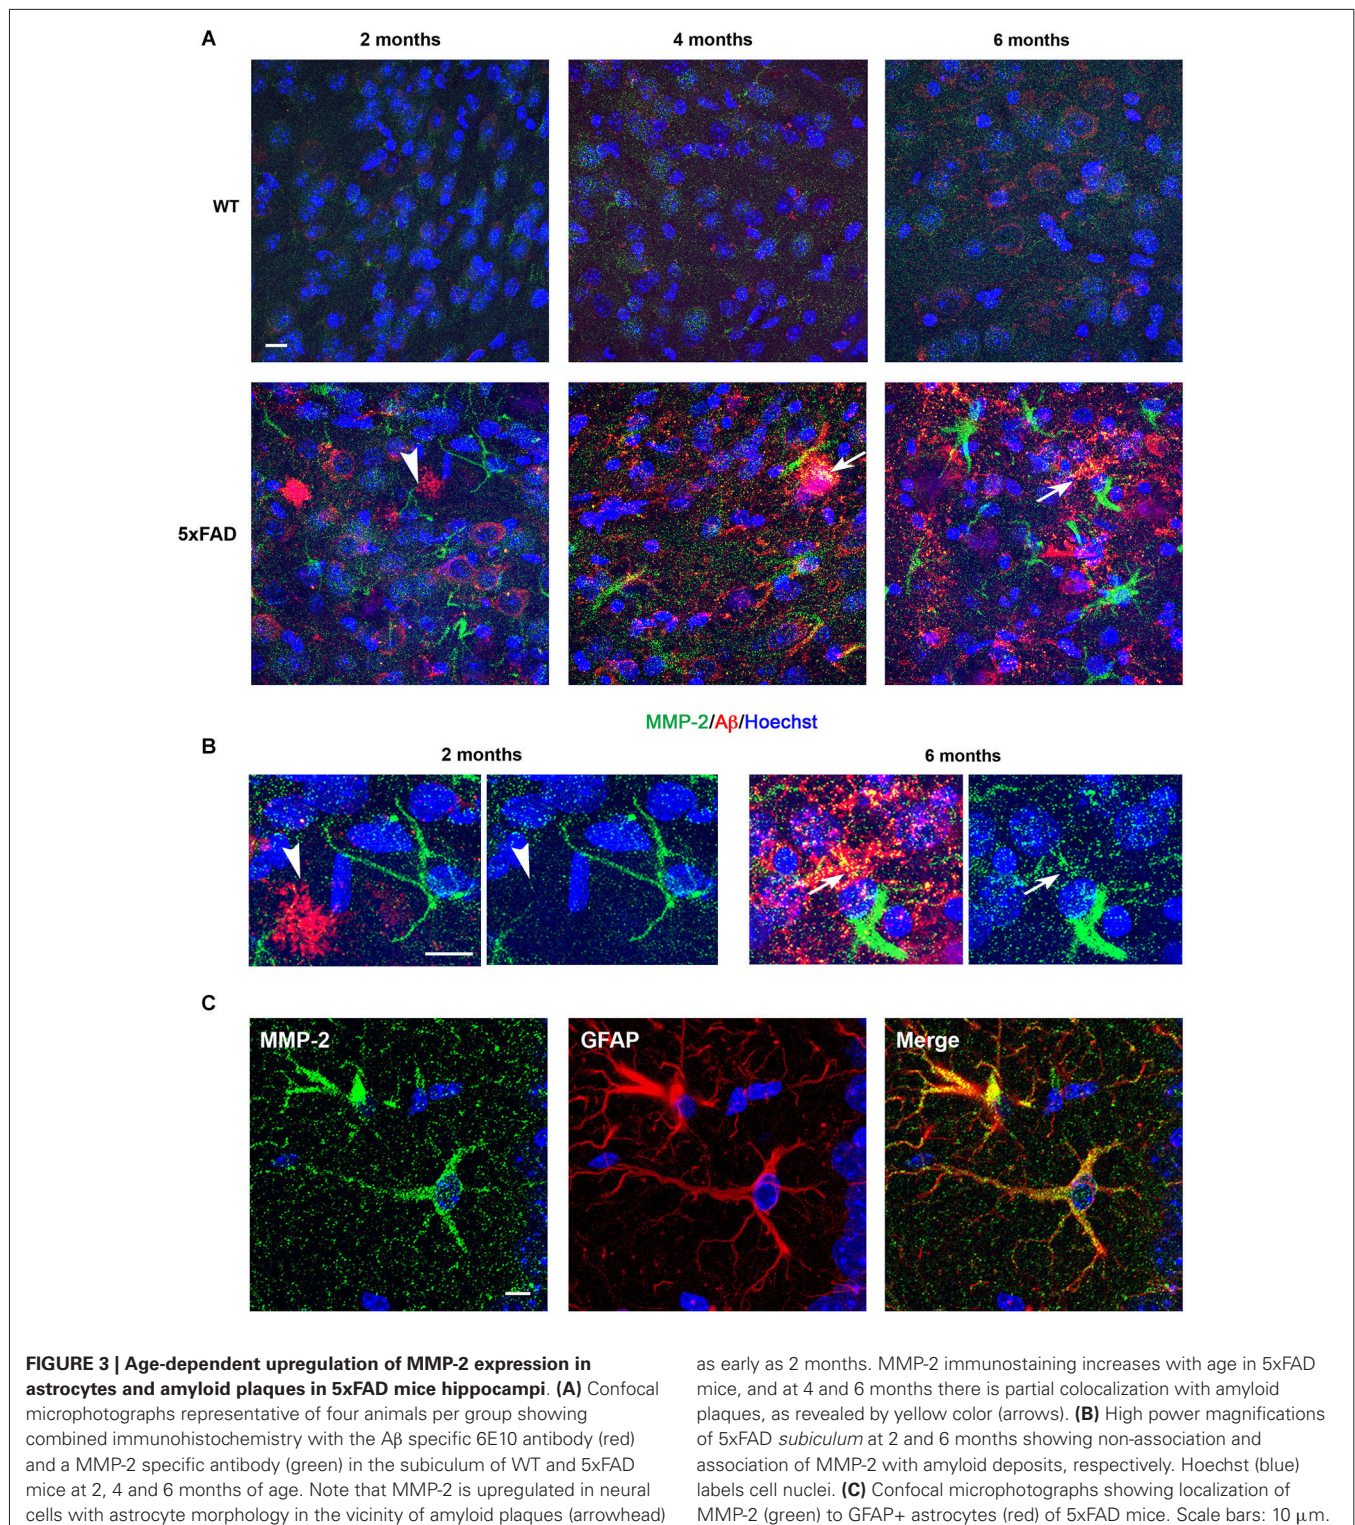 A
2 months
4 months
6 months
WT
5xFAD
MMP-2/Aβ/Hoechst
B
2 months
6 months
C
MMP-2
GFAP
Merge
FIGURE 3 | Age-dependent upregulation of MMP-2 expression in
astrocytes and amyloid plaques in 5xFAD mice hippocampi. (A) Confocal
microphotographs representative of four animals per group showing
combined immunohistochemistry with the Aβ specific 6E10 antibody (red)
and a MMP-2 specific antibody (green) in the subiculum of WT and 5xFAD
mice at 2, 4 and 6 months of age. Note that MMP-2 is upregulated in neural
cells with astrocyte morphology in the vicinity of amyloid plaques (arrowhead)
as early as 2 months. MMP-2 immunostaining increases with age in 5xFAD
mice, and at 4 and 6 months there is partial colocalization with amyloid
plaques, as revealed by yellow color (arrows). (B) High power magnifications
of 5xFAD subiculum at 2 and 6 months showing non-association and
association of MMP-2 with amyloid deposits, respectively. Hoechst (blue)
labels cell nuclei. (C) Confocal microphotographs showing localization of
MMP-2 (green) to GFAP+ astrocytes (red) of 5xFAD mice. Scale bars: 10 μm.